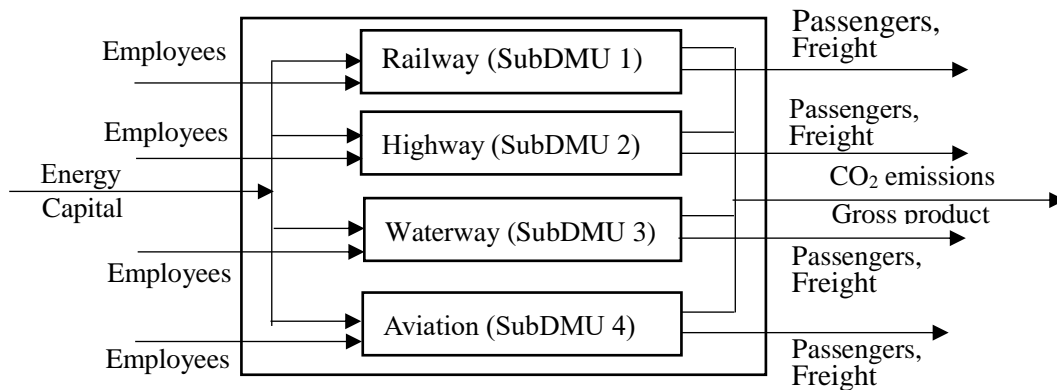 Passengers,
Freight
Employees
Railway (SubDMU 1)
Employees
Passengers,
Freight
Highway (SubDMU 2)
Energy
Capital
CO₂ emissions
Gross product
Waterway (SubDMU 3)
Employees
Passengers,
Freight
Aviation (SubDMU 4)
Employees
Passengers,
Freight